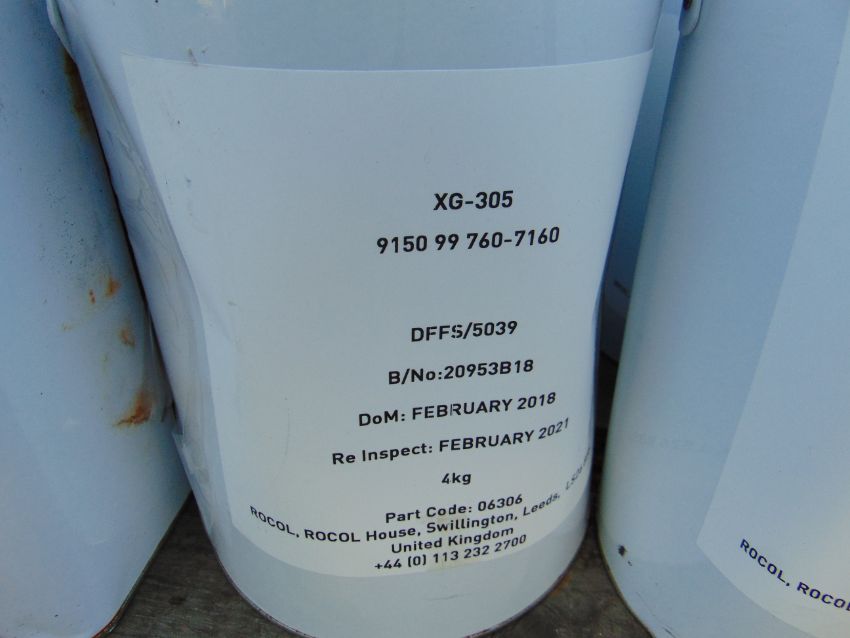 XG-305
9150 99 760-7160
DFFS/5039
B/No:20953B18
DoM: FEBRUARY 2018
Re Inspect: FEBRUARY 2021
4kg
Part Code: 06306
ROCOL, ROCOL House, Swillington, Leeds,
United Kingdom
+44 (0) 113 232 2700
ROCOL, ROCOL